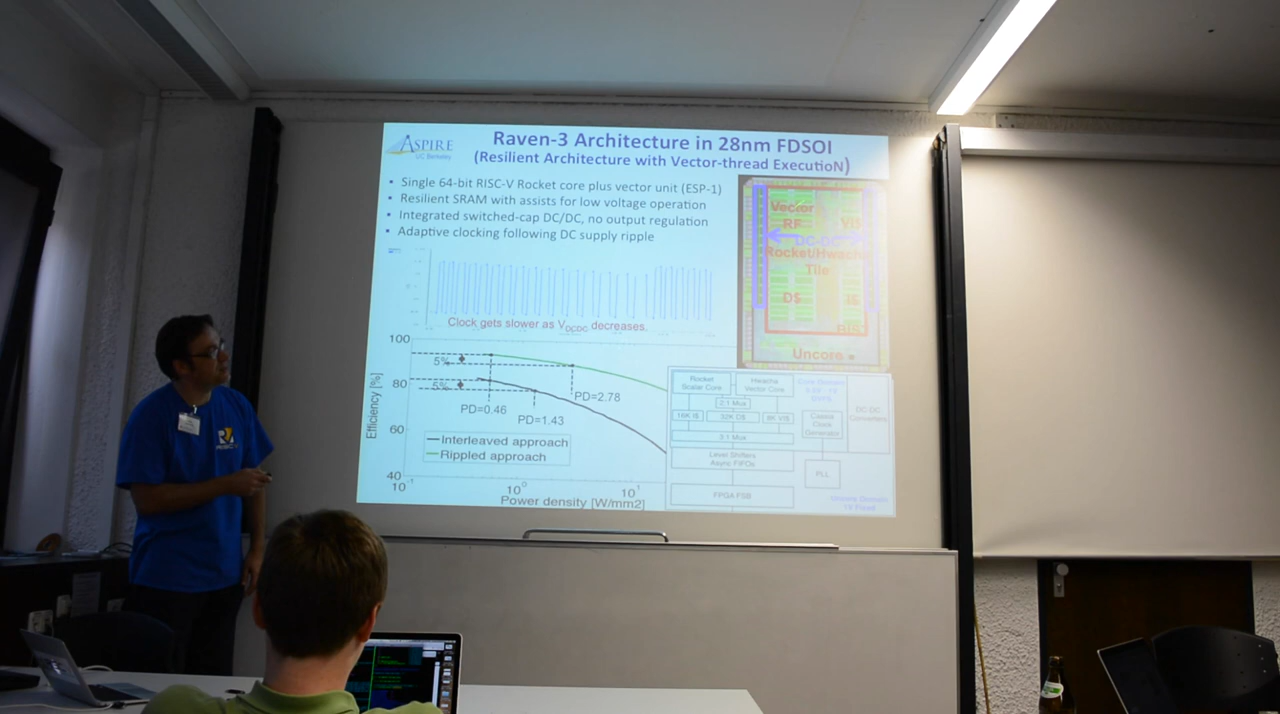 ASPIRE
UC Berkeley
Raven-3 Architecture in 28nm FDSOI
(Resilient Architecture with Vector-thread ExecutioN)
• Single 64-bit RISC-V Rocket core plus vector unit (ESP-1)
• Resilient SRAM with assists for low voltage operation
• Integrated switched-cap DC/DC, no output regulation
• Adaptive clocking following DC supply ripple
Clock gets slower as VDCDC decreases.
Vector
RF
VI$
DC-DC
Rocket/Hwacha
Tile
D$
I$
BIST
Uncore
100
80
60
40
Efficiency [%]
5%
5%
PD=0.46
PD=1.43
PD=2.78
Interleaved approach
Rippled approach
10-1
100
101
Power density [W/mm2]
Rocket
Scalar Core
Hwacha
Vector Core
2:1 Mux
16K I$
32K D$
8K VI$
3:1 Mux
Level Shifters
Async FIFOs
FPGA FSB
Clock
Generator
PLL
DC-DC
Converters